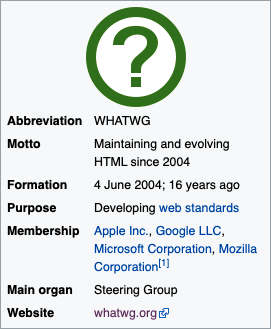 ?
Abbreviation WHATWG
Motto Maintaining and evolving
HTML since 2004
Formation 4 June 2004; 16 years ago
Purpose Developing web standards
Membership Apple Inc., Google LLC,
Microsoft Corporation, Mozilla
Corporation[1]
Main organ Steering Group
Website whatwg.org